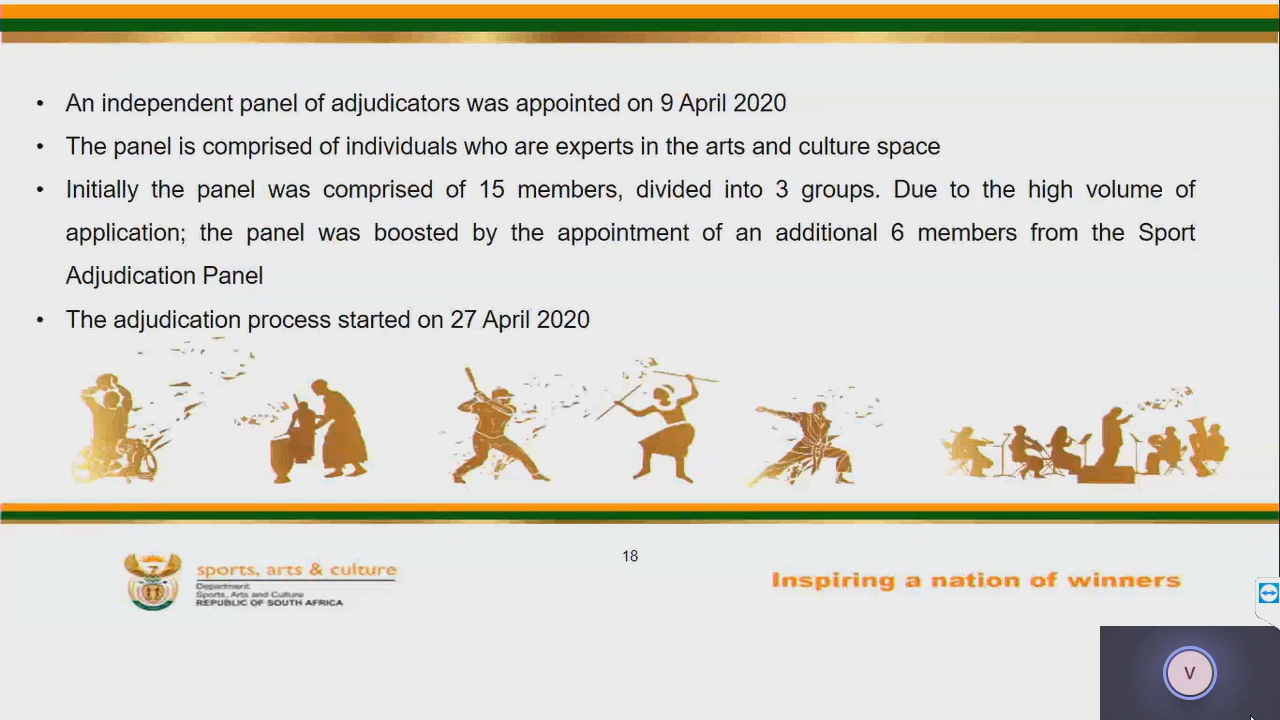 • An independent panel of adjudicators was appointed on 9 April 2020
• The panel is comprised of individuals who are experts in the arts and culture space
• Initially the panel was comprised of 15 members, divided into 3 groups. Due to the high volume of
application; the panel was boosted by the appointment of an additional 6 members from the Sport
Adjudication Panel
• The adjudication process started on 27 April 2020
18
sports, arts & culture
Department:
Sports, Arts and Culture
REPUBLIC OF SOUTH AFRICA
Inspiring a nation of winners
V